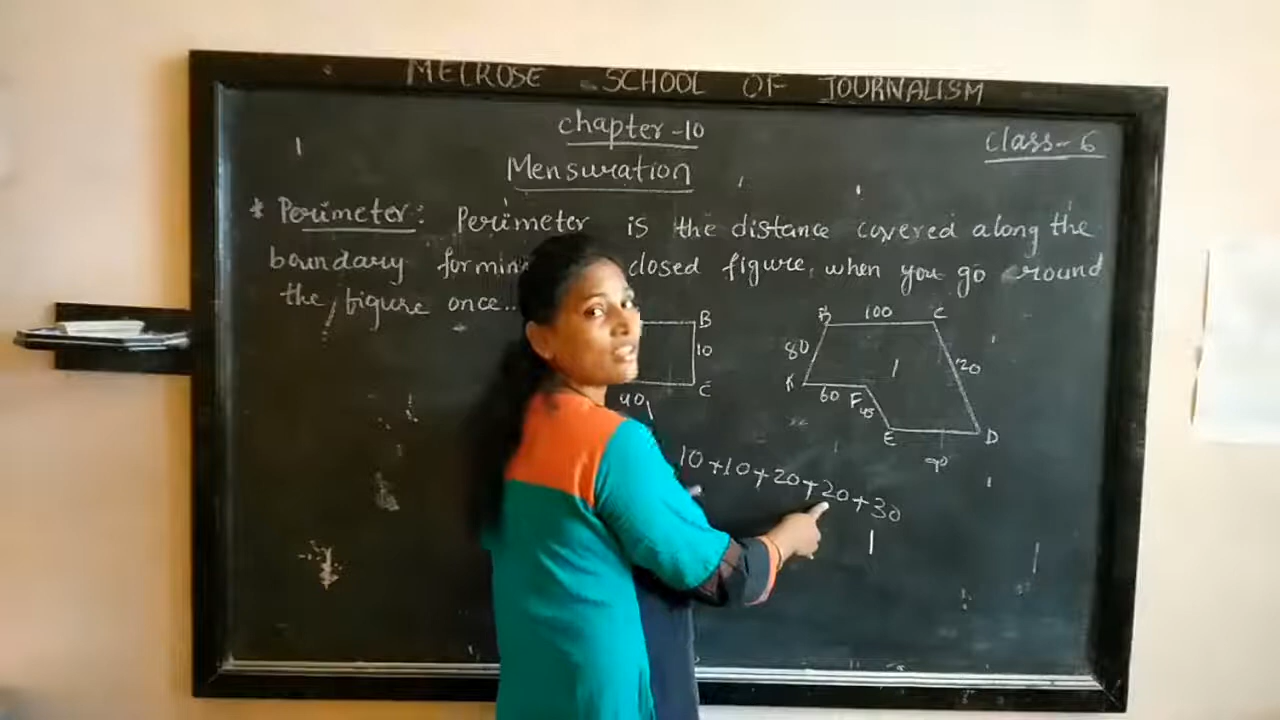 MELROSE SCHOOL OF JOURNALISM
Chapter-10
Class-6
Mensuration
* Perimeter: Perimeter is the distance covered along the
boundary closed figure, when you go around
the figure once..
B
10
C
40
100
C
80
K
60
F
45
E
20
D
90
10+10+20+20+30